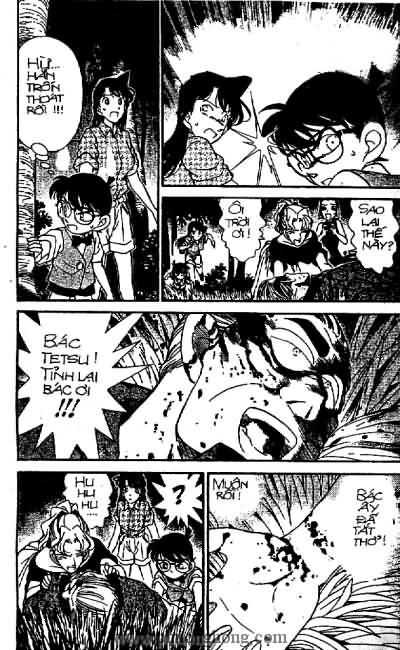 HỪ...
HẮN
TRỐN
THOÁT
RỒI !!!
SAO
LẠI
THẾ
NÀY?
ÔI
TRỜI
ƠI !
BÁC
TETSU !
TỈNH LẠI
BÁC ƠI
!!!
?
HU
HU
HU
....
BÁC
ẤY
ĐÃ
TẮT
THỞ !
MUỘN
RỒI !